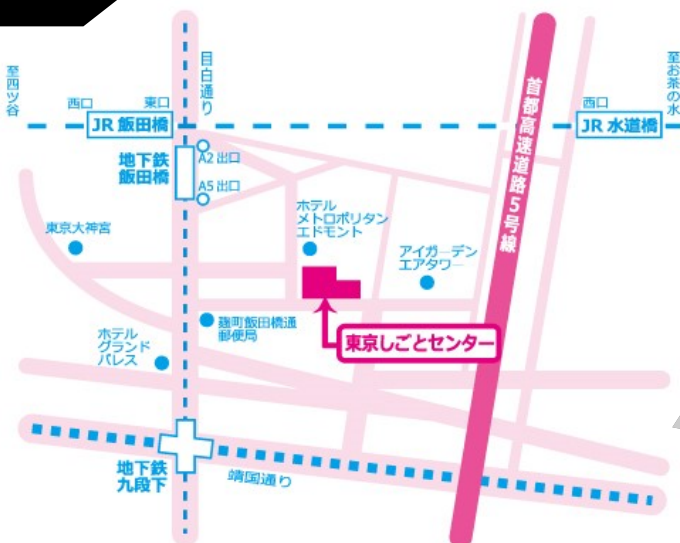 至四ツ谷
西口
東口
JR 飯田橋
目白通り
首都高速道路5号線
西口
JR 水道橋
至お茶の水
地下鉄
飯田橋
A2 出口
A5 出口
東京大神宮
ホテル
メトロポリタン
エドモント
アイガーデン
エアタワー
麹町飯田橋通
郵便局
東京しごとセンター
ホテル
グランド
パレス
地下鉄
九段下
靖国通り